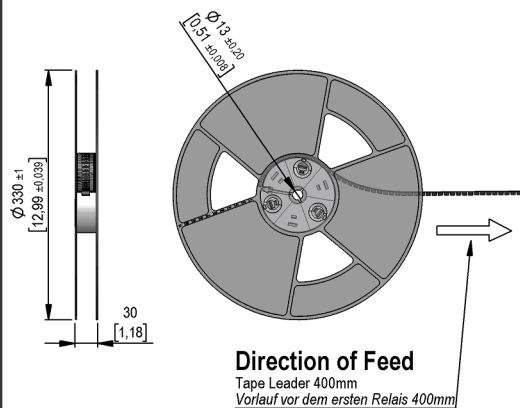 Ø13 ±0,20
[0,51 ±0,008]
Ø330 ±1
[12,99 ±0,039]
30
[1,18]
Direction of Feed
Tape Leader 400mm
Vorlauf vor dem ersten Relais 400mm